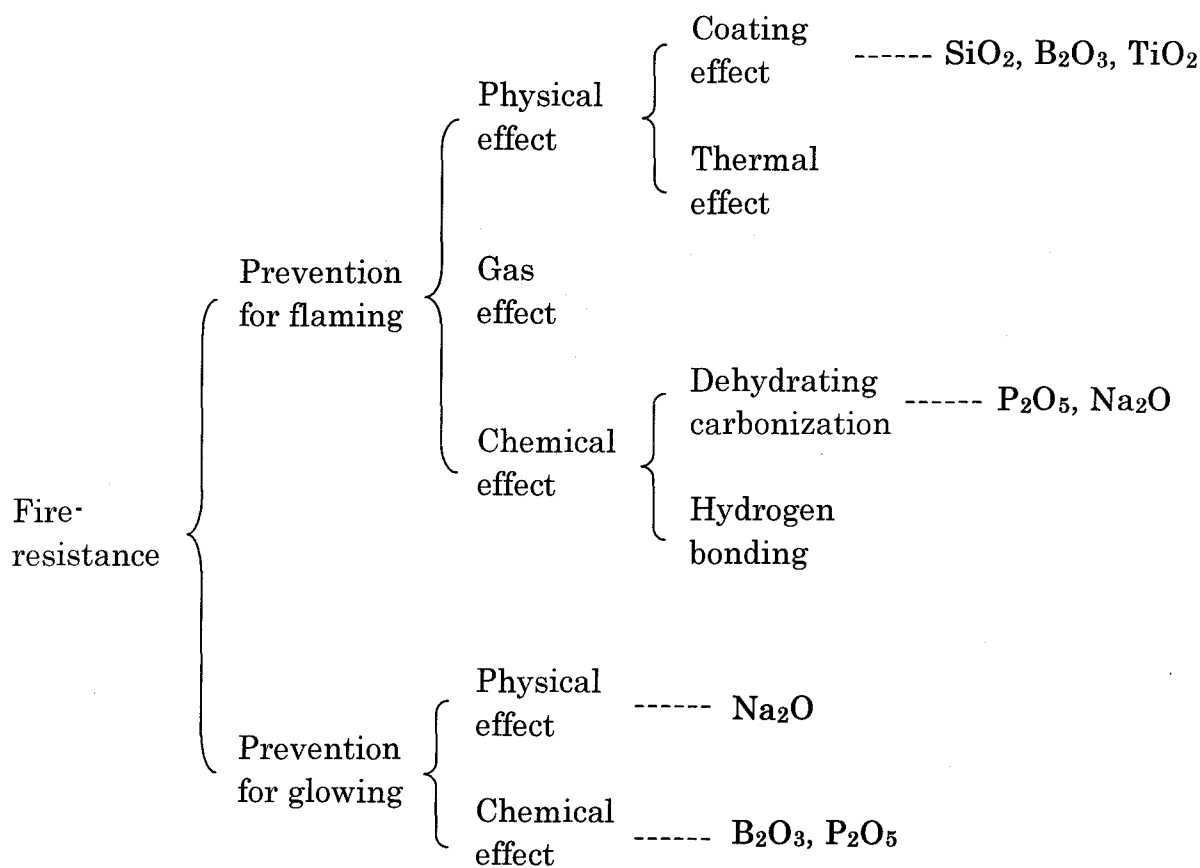 Coating
effect ------ SiO₂, B₂O₃, TiO₂
Physical
effect
Thermal
effect
Prevention
for flaming
Gas
effect
Dehydrating
carbonization ------ P₂O₅, Na₂O
Chemical
effect
Hydrogen
bonding
Fire-
resistance
Physical
effect ------ Na₂O
Prevention
for glowing
Chemical
effect ------ B₂O₃, P₂O₅